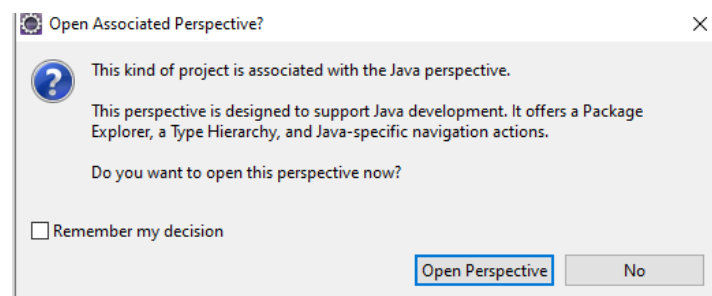 Open Associated Perspective?
This kind of project is associated with the Java perspective.
This perspective is designed to support Java development. It offers a Package
Explorer, a Type Hierarchy, and Java-specific navigation actions.
Do you want to open this perspective now?
Remember my decision
Open Perspective
No